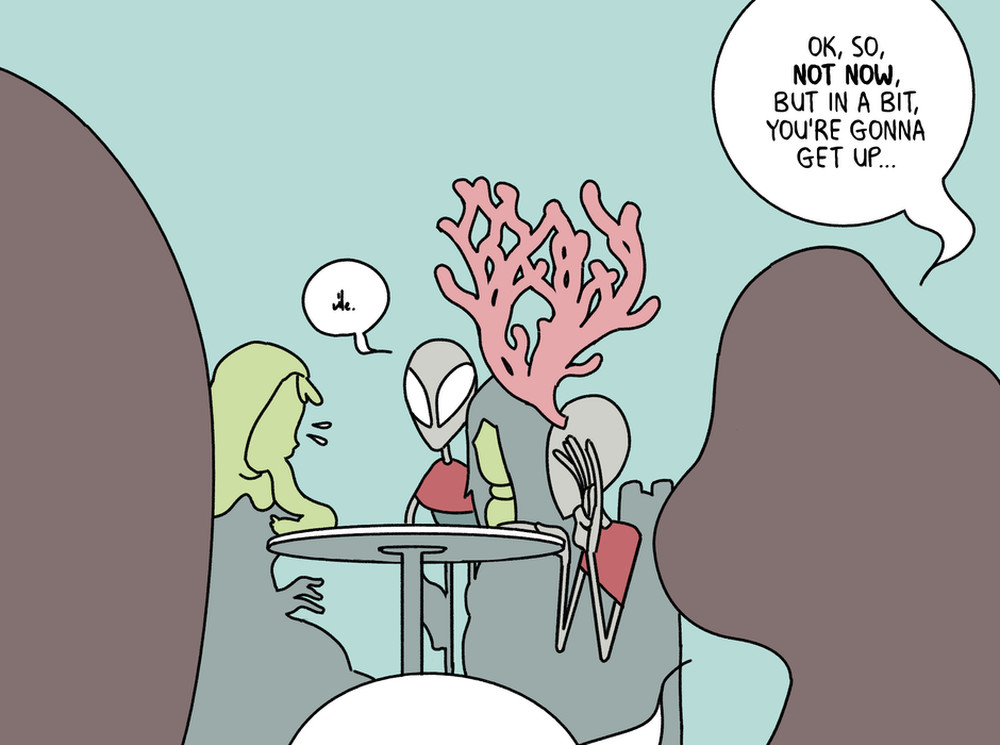 OK, SO,
NOT NOW,
BUT IN A BIT,
YOU'RE GONNA
GET UP...